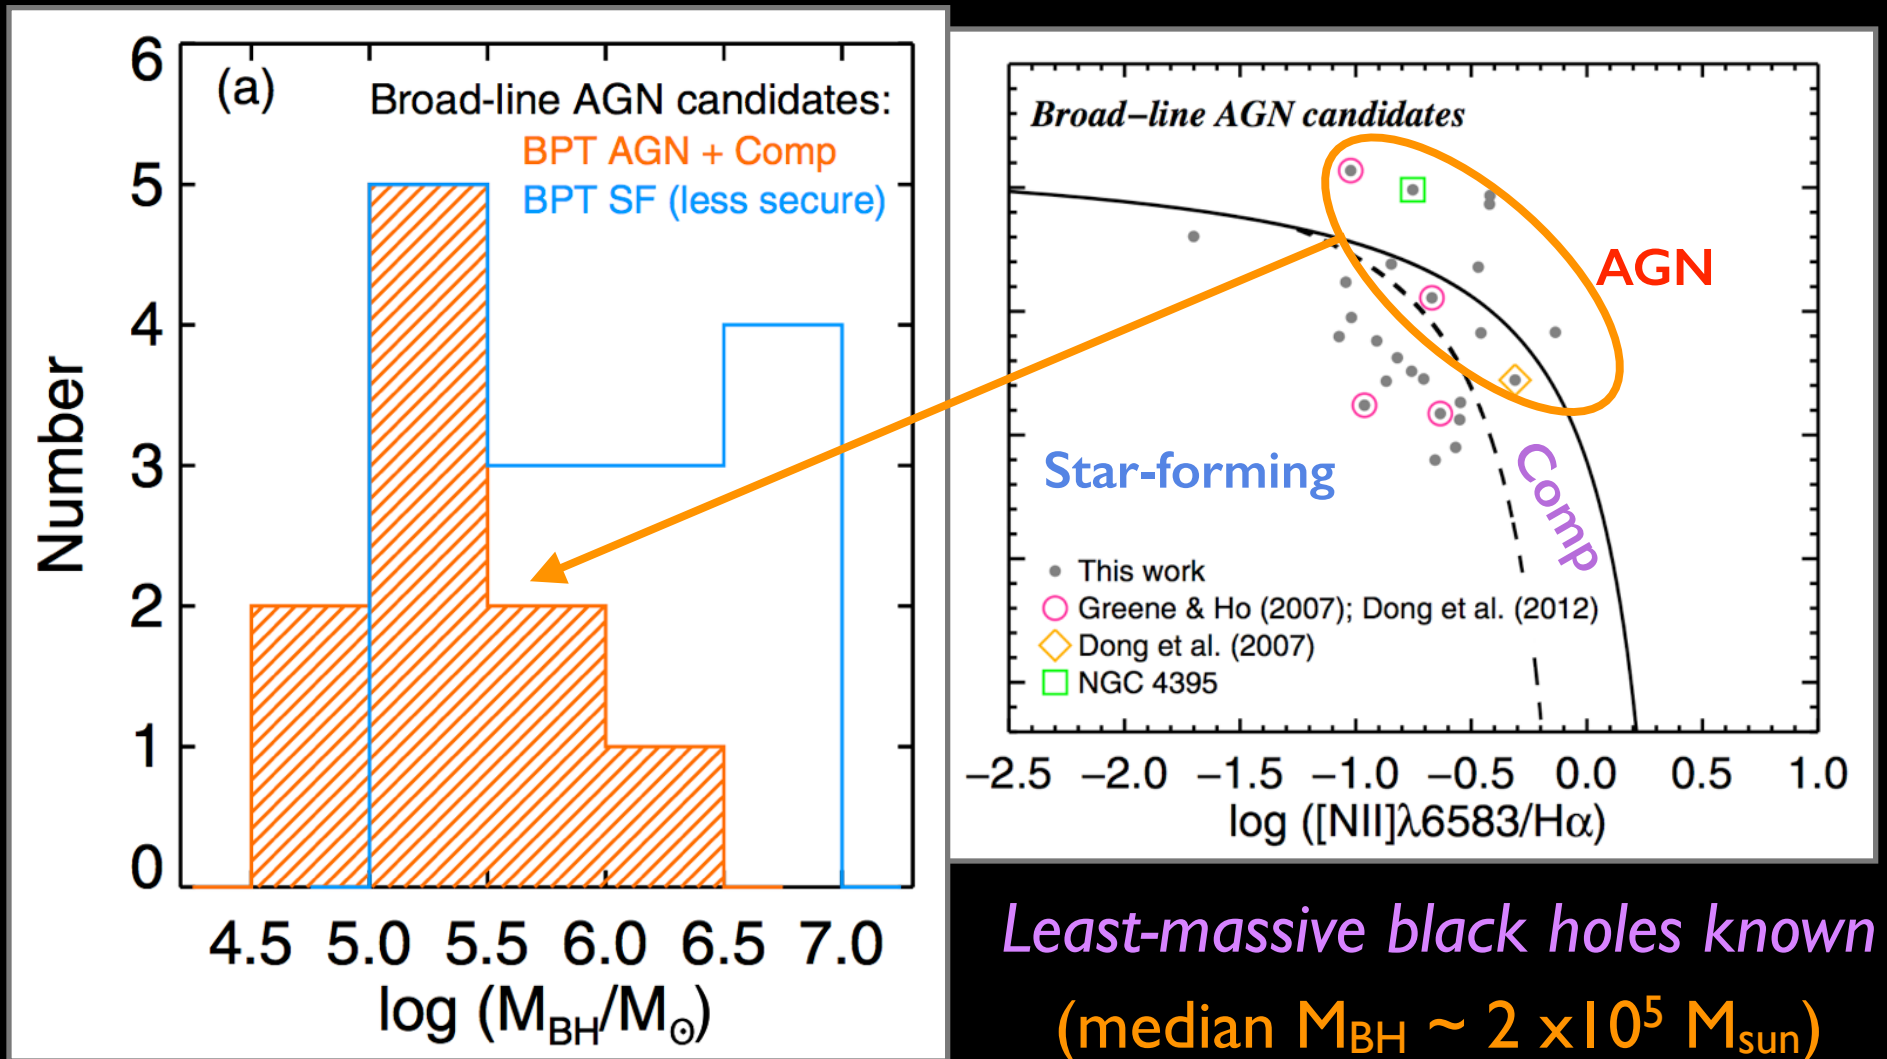 (a)
Broad-line AGN candidates:
BPT AGN + Comp
BPT SF (less secure)
6
5
4
3
2
1
0
Number
4.5 5.0 5.5 6.0 6.5 7.0
log (M_BH/M_⊙)
Broad–line AGN candidates
AGN
Star-forming
Comp
This work
Greene & Ho (2007); Dong et al. (2012)
Dong et al. (2007)
NGC 4395
−2.5 −2.0 −1.5 −1.0 −0.5 0.0 0.5 1.0
log ([NII]λ6583/Hα)
Least-massive black holes known
(median M_BH ~ 2 x10⁵ M_sun)